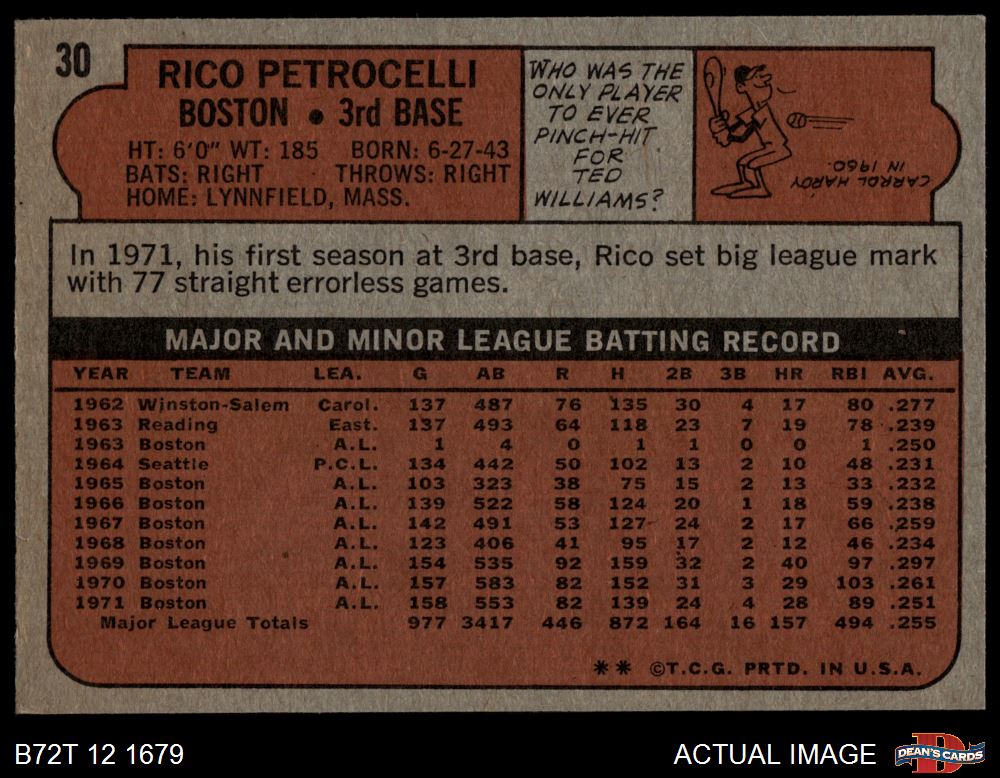 30
RICO PETROCELLI
BOSTON • 3rd BASE
HT: 6'0" WT: 185 BORN: 6-27-43
BATS: RIGHT THROWS: RIGHT
HOME: LYNNFIELD, MASS.
WHO WAS THE
ONLY PLAYER
TO EVER
PINCH-HIT
FOR
TED
WILLIAMS?
CARROL HARDY
IN 1960.
In 1971, his first season at 3rd base, Rico set big league mark
with 77 straight errorless games.
MAJOR AND MINOR LEAGUE BATTING RECORD
YEAR TEAM LEA. G AB R H 2B 3B HR RBI AVG.
1962 Winston-Salem Carol. 137 487 76 135 30 4 17 80 .277
1963 Reading East. 137 493 64 118 23 7 19 78 .239
1963 Boston A.L. 1 4 0 1 1 0 0 1 .250
1964 Seattle P.C.L. 134 442 50 102 13 2 10 48 .231
1965 Boston A.L. 103 323 38 75 15 2 13 33 .232
1966 Boston A.L. 139 522 58 124 20 1 18 59 .238
1967 Boston A.L. 142 491 53 127 24 2 17 66 .259
1968 Boston A.L. 123 406 41 95 17 2 12 46 .234
1969 Boston A.L. 154 535 92 159 32 2 40 97 .297
1970 Boston A.L. 157 583 82 152 31 3 29 103 .261
1971 Boston A.L. 158 553 82 139 24 4 28 89 .251
Major League Totals 977 3417 446 872 164 16 157 494 .255
** ©T.C.G. PRTD. IN U.S.A.
B72T 12 1679
ACTUAL IMAGE
DEAN'S CARDS